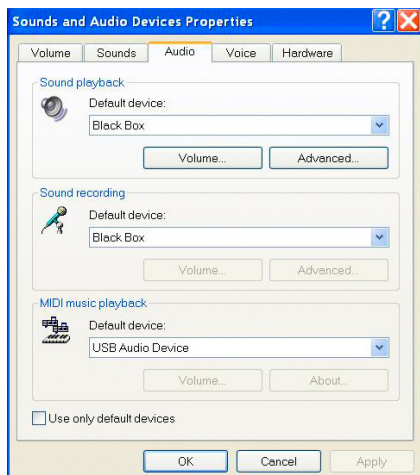 Sounds and Audio Devices Properties
Volume Sounds Audio Voice Hardware
Sound playback
Default device:
Black Box
Volume... Advanced...
Sound recording
Default device:
Black Box
Volume... Advanced...
MIDI music playback
Default device:
USB Audio Device
Volume... About...
Use only default devices
OK Cancel Apply